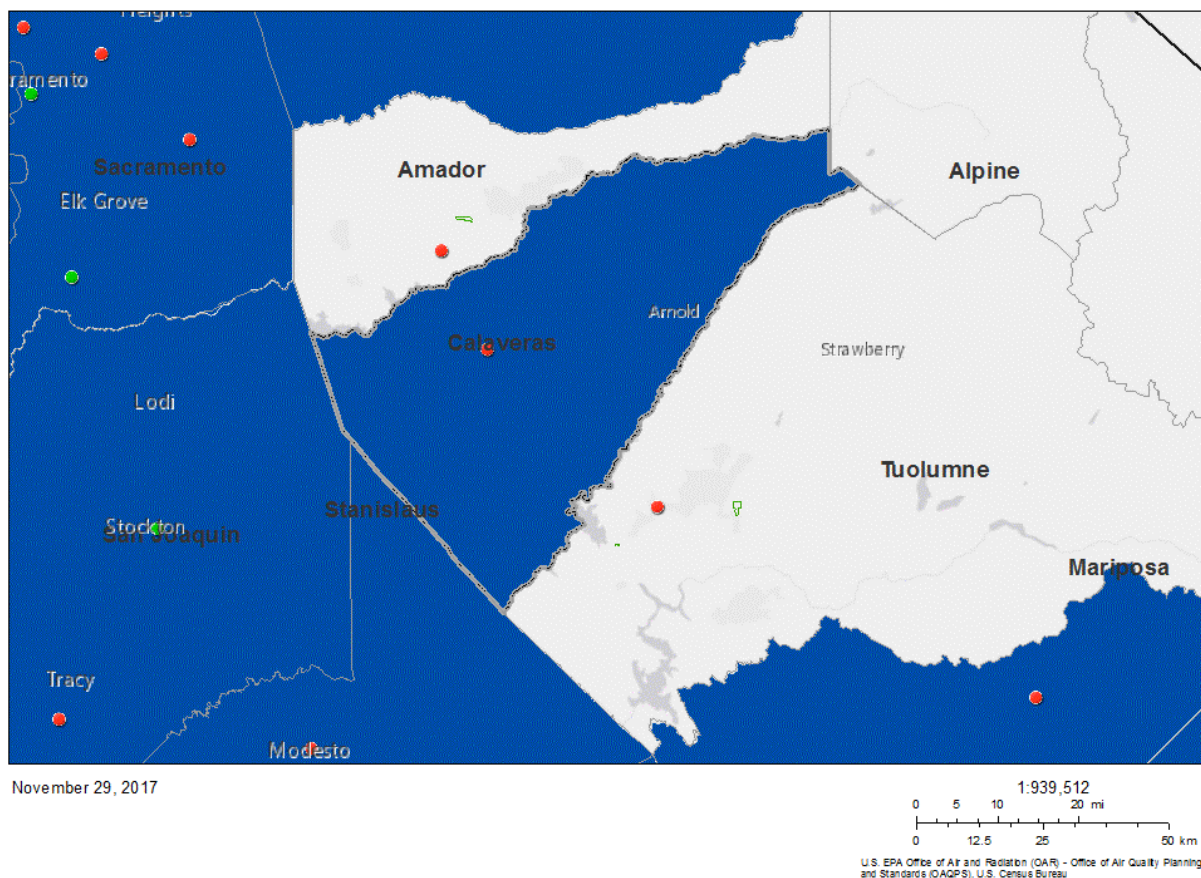 Heights
ramento
Sacramento
Amador
Alpine
Elk Grove
Arnold
Calaveras
Strawberry
Lodi
Tuolumne
Stanislaus
Stockton
San Joaquin
Mariposa
Tracy
Modesto
November 29, 2017
1:939,512
0 5 10 20 mi
0 12.5 25 50 km
U.S. EPA Office of Air and Radiation (OAR) - Office of Air Quality Planning
and Standards (OAQPS), U.S. Census Bureau